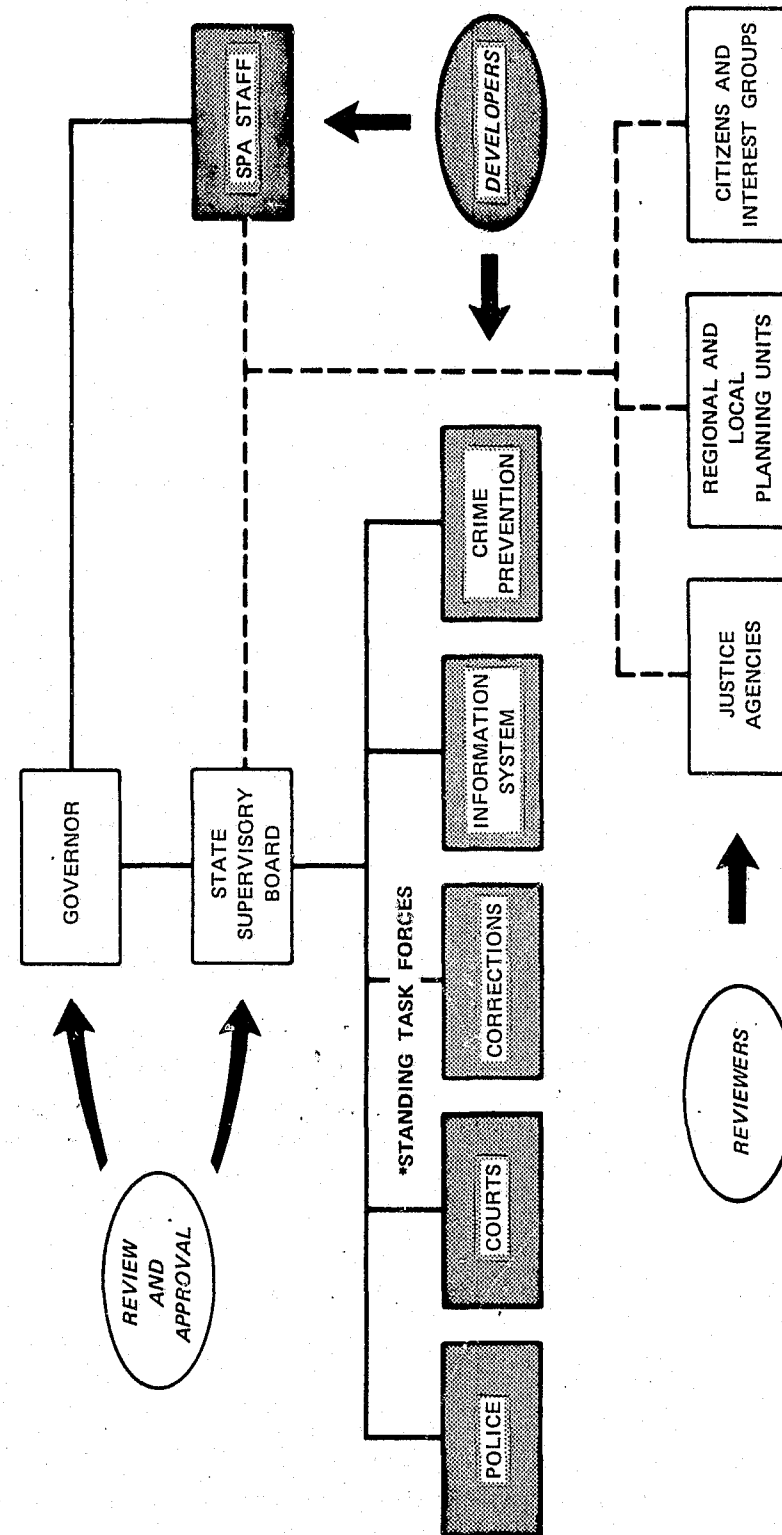 REVIEW
AND
APPROVAL
GOVERNOR
SPA STAFF
STATE
SUPERVISORY
BOARD
*STANDING TASK FORCES
POLICE
COURTS
CORRECTIONS
INFORMATION
SYSTEM
CRIME
PREVENTION
DEVELOPERS
REVIEWERS
JUSTICE
AGENCIES
REGIONAL AND
LOCAL
PLANNING UNITS
CITIZENS AND
INTEREST GROUPS